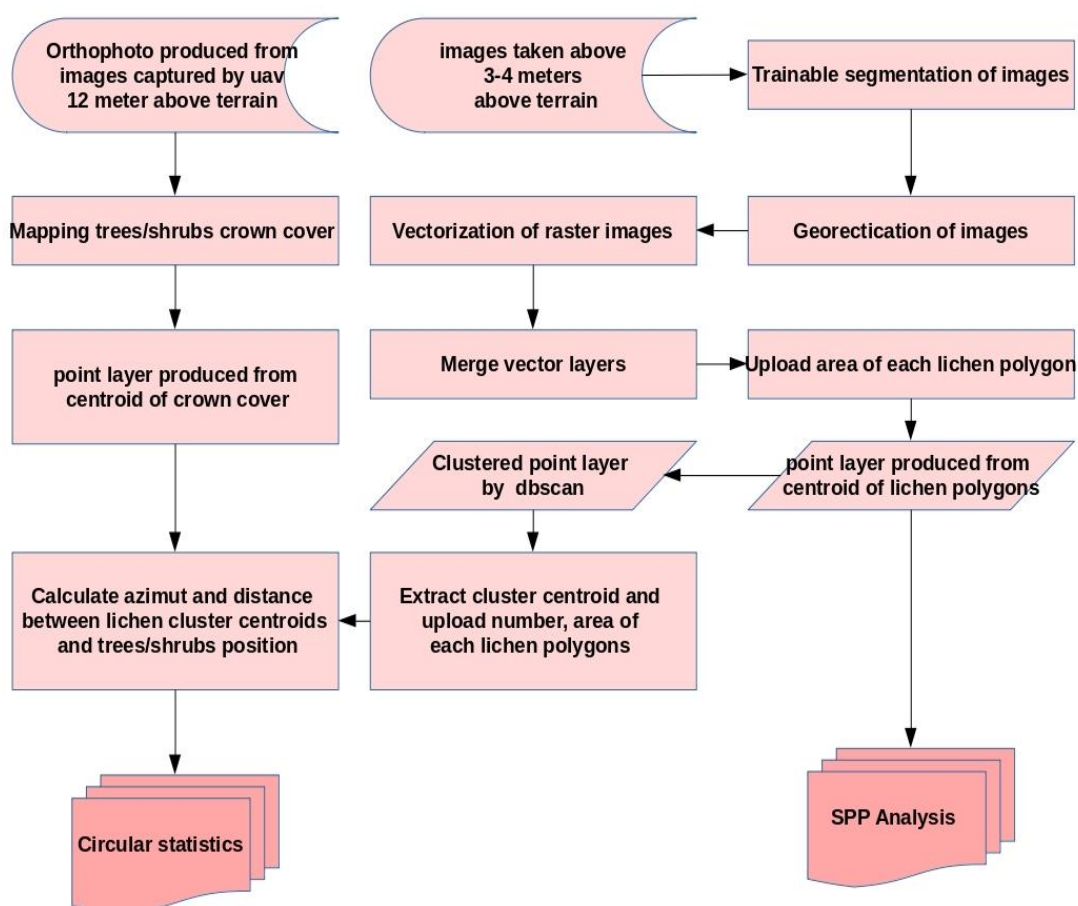 Orthophoto produced from
images captured by uav
12 meter above terrain
images taken above
3-4 meters
above terrain
Trainable segmentation of images
Mapping trees/shrubs crown cover
Vectorization of raster images
Georectication of images
point layer produced from
centroid of crown cover
Merge vector layers
Upload area of each lichen polygon
Clustered point layer
by dbscan
point layer produced from
centroid of lichen polygons
Calculate azimut and distance
between lichen cluster centroids
and trees/shrubs position
Extract cluster centroid and
upload number, area of
each lichen polygons
Circular statistics
SPP Analysis